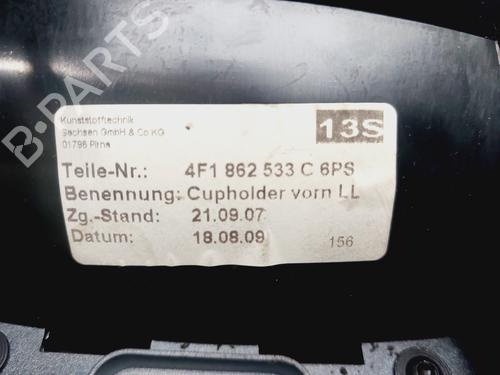 Kunststofftechnik
Sachsen GmbH & Co KG
01796 Pirna
13S
Teile-Nr.: 4F1 862 533 C 6PS
Benennung: Cupholder vorn LL
Zg.-Stand: 21.09.07
Datum: 18.08.09
156
B-PARTS